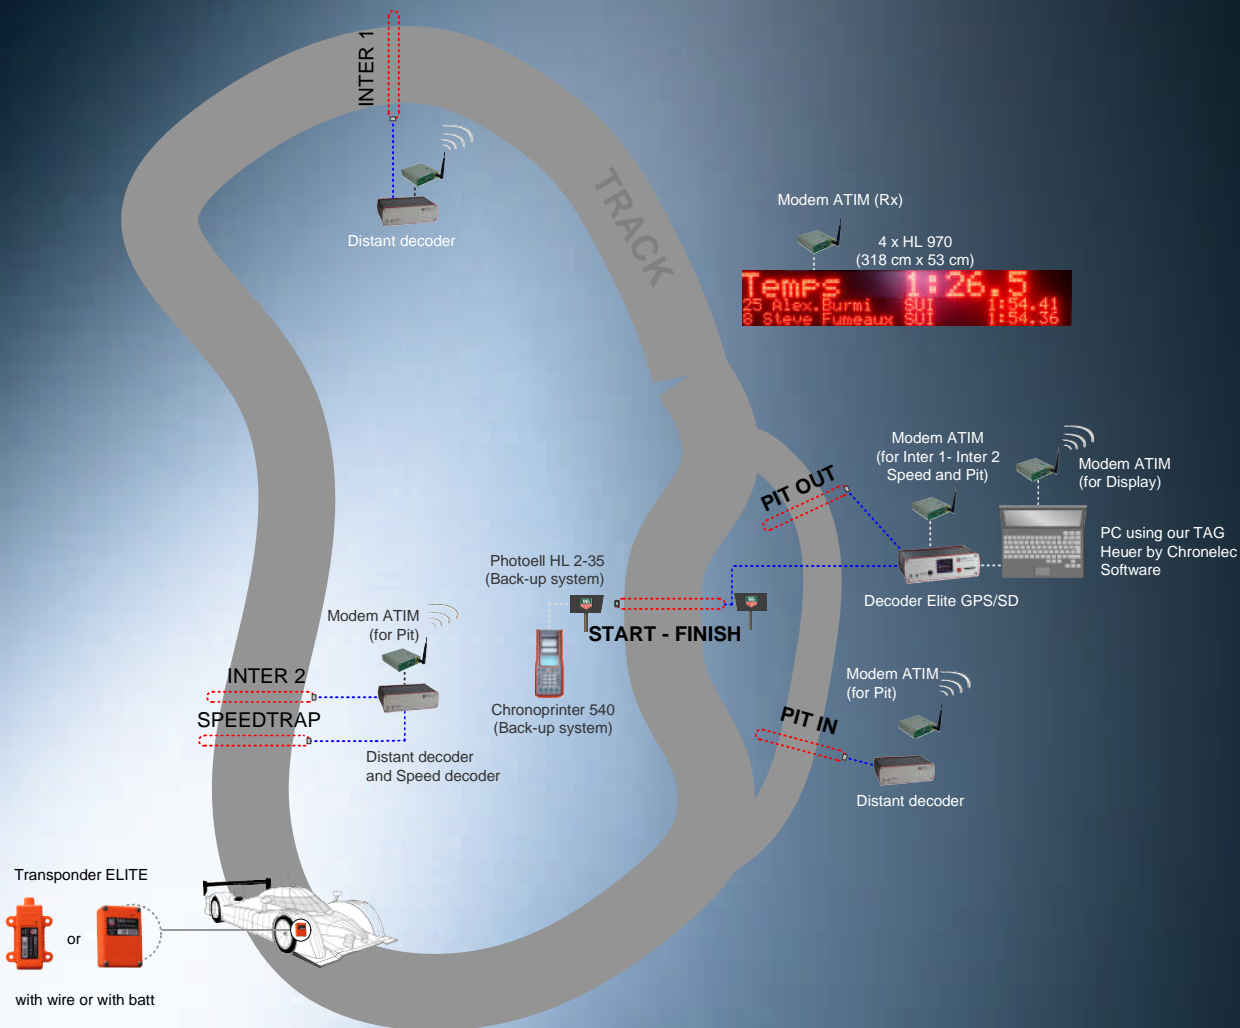 INTER 1
Distant decoder
TRACK
Modem ATIM (Rx)
4 x HL 970
(318 cm x 53 cm)
Temps 1:26.5
25 Alex.Burmi SUI 1:54.41
8 Steve Fumeaux SUI 1:54.36
Modem ATIM
(for Inter 1- Inter 2
Speed and Pit)
Modem ATIM
(for Display)
PIT OUT
PC using our TAG
Heuer by Chronelec
Software
Decoder Elite GPS/SD
Photoell HL 2-35
(Back-up system)
START - FINISH
Modem ATIM
(for Pit)
INTER 2
SPEEDTRAP
Distant decoder
and Speed decoder
Chronoprinter 540
(Back-up system)
Modem ATIM
(for Pit)
PIT IN
Distant decoder
Transponder ELITE
or
with wire or with batt